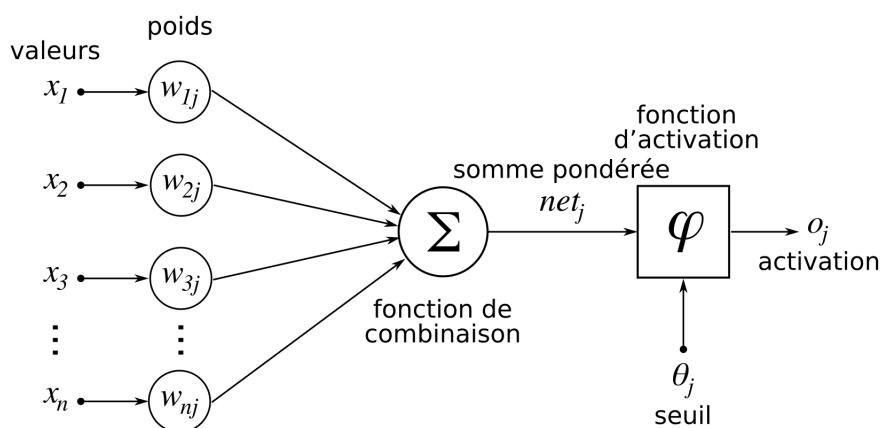 poids
valeurs
x1
w1j
x2
w2j
x3
w3j
⋮
⋮
xn
wnj
Σ
fonction de
combinaison
somme pondérée
netj
fonction
d'activation
φ
oj
activation
θj
seuil